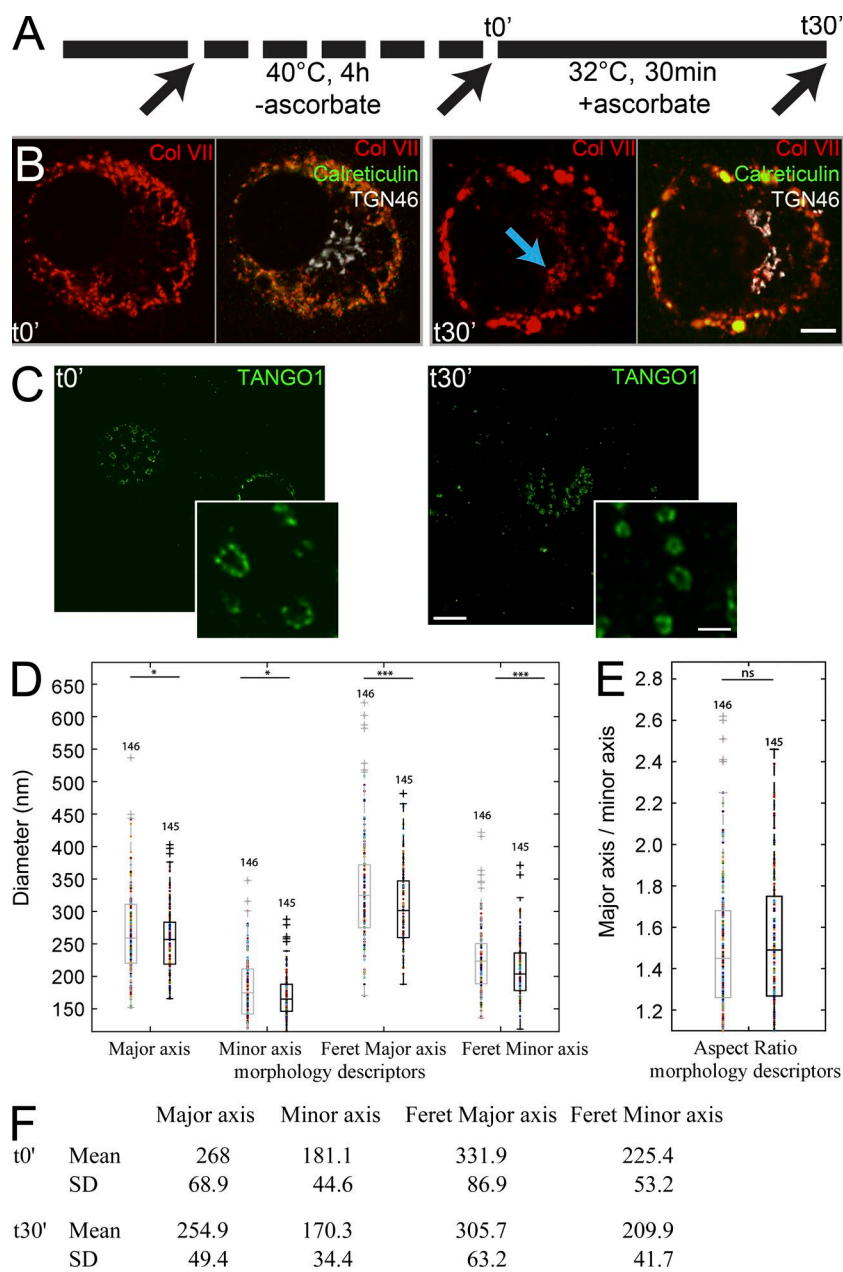 A
t0'
t30'
40°C, 4h
-ascorbate
32°C, 30min
+ascorbate
B
Col VII
Col VII
Calreticulin
TGN46
t0'
Col VII
Col VII
Calreticulin
TGN46
t30'
C
t0'
TANGO1
t30'
TANGO1
D
Diameter (nm)
650
600
550
500
450
400
350
300
250
200
150
*
*
***
***
146
145
146
145
146
145
146
145
Major axis
Minor axis
Feret Major axis
Feret Minor axis
morphology descriptors
E
Major axis / minor axis
2.8
2.6
2.4
2.2
2.0
1.8
1.6
1.4
1.2
ns
146
145
Aspect Ratio
morphology descriptors
F
Major axis Minor axis Feret Major axis Feret Minor axis
t0' Mean 268 181.1 331.9 225.4
SD 68.9 44.6 86.9 53.2
t30' Mean 254.9 170.3 305.7 209.9
SD 49.4 34.4 63.2 41.7